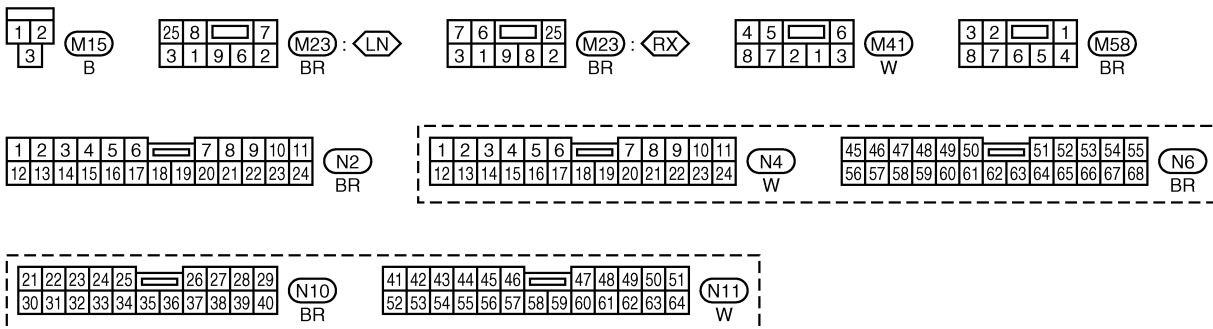 1 2
3
M15
B
25 8 7
3 1 9 6 2
M23 : LN
BR
7 6 25
3 1 9 8 2
M23 : RX
BR
4 5 6
8 7 2 1 3
M41
W
3 2 1
8 7 6 5 4
M58
BR
1 2 3 4 5 6 7 8 9 10 11
12 13 14 15 16 17 18 19 20 21 22 23 24
N2
BR
1 2 3 4 5 6 7 8 9 10 11
12 13 14 15 16 17 18 19 20 21 22 23 24
N4
W
45 46 47 48 49 50 51 52 53 54 55
56 57 58 59 60 61 62 63 64 65 66 67 68
N6
BR
21 22 23 24 25 26 27 28 29
30 31 32 33 34 35 36 37 38 39 40
N10
BR
41 42 43 44 45 46 47 48 49 50 51
52 53 54 55 56 57 58 59 60 61 62 63 64
N11
W